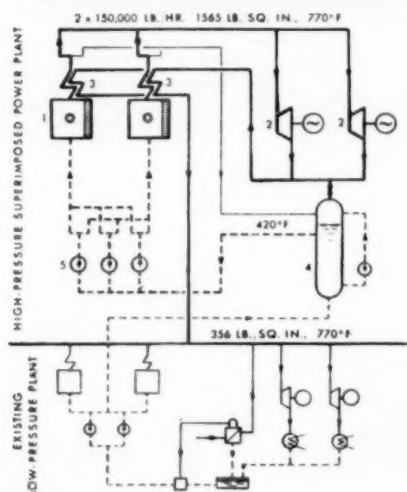 2 x 150,000 LB. HR. 1565 LB. SQ. IN., 770°F
HIGH-PRESSURE SUPERIMPOSED POWER PLANT
3
3
1
2
2
420°F
5
4
356 LB. SQ. IN., 770°F
EXISTING
LOW-PRESSURE PLANT